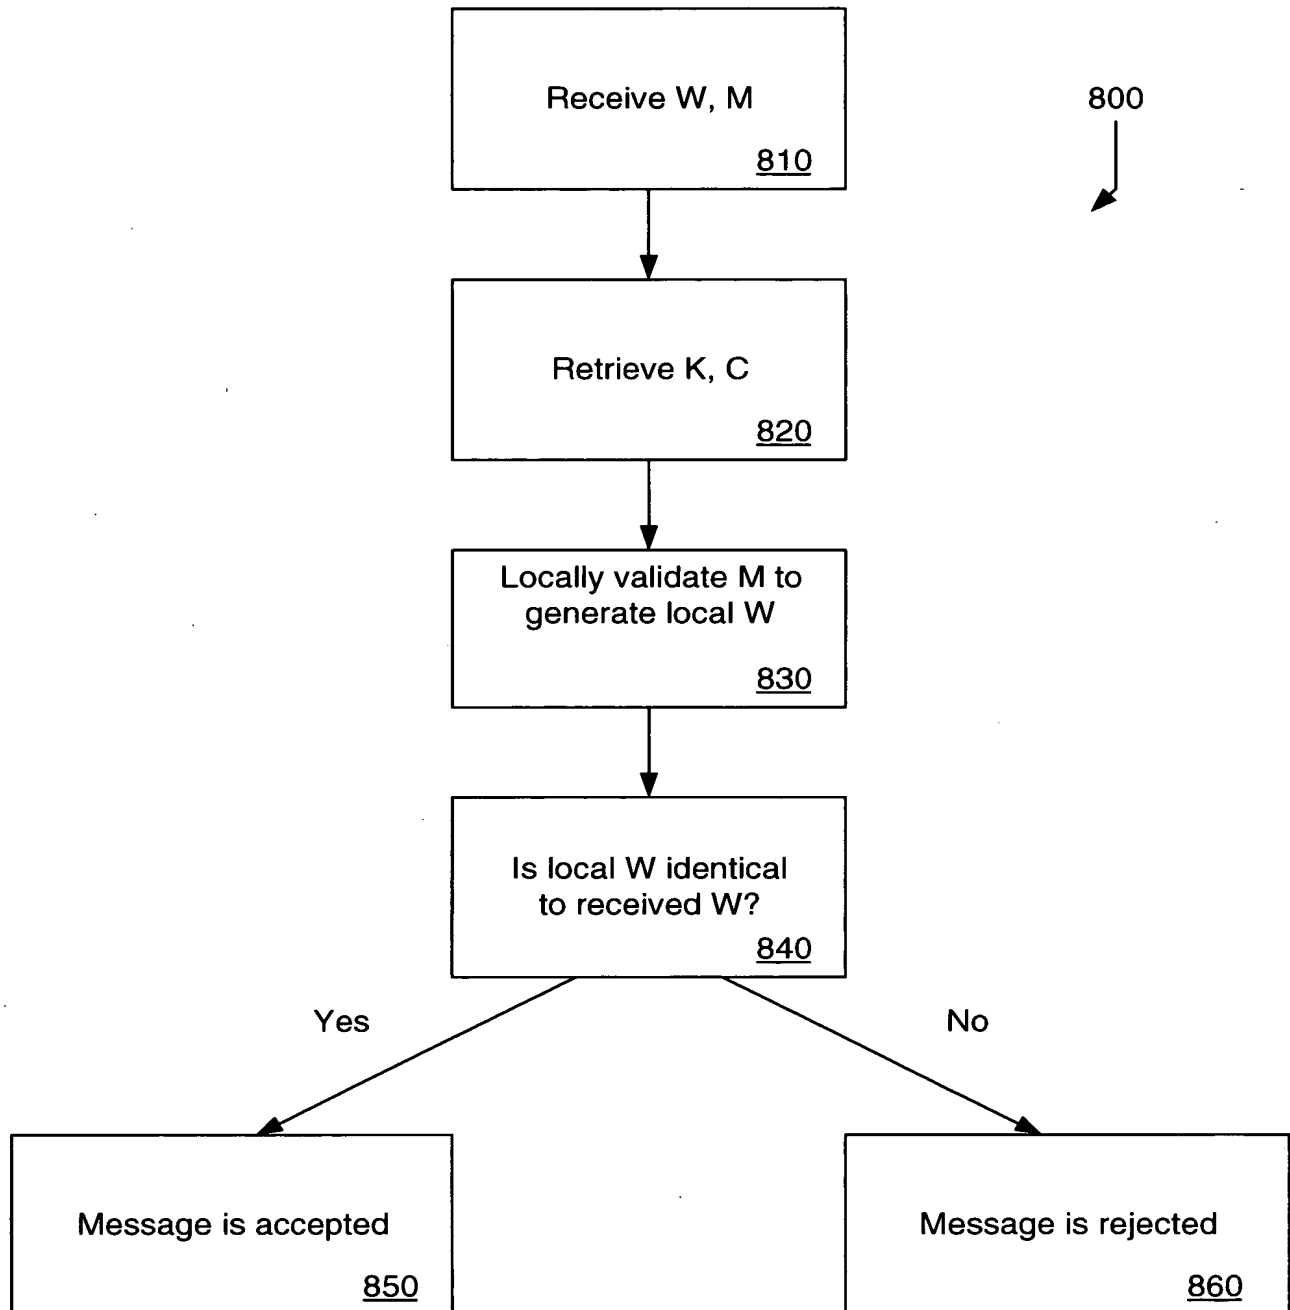 Receive W, M
810
800
Retrieve K, C
820
Locally validate M to
generate local W
830
Is local W identical
to received W?
840
Yes
No
Message is accepted
850
Message is rejected
860